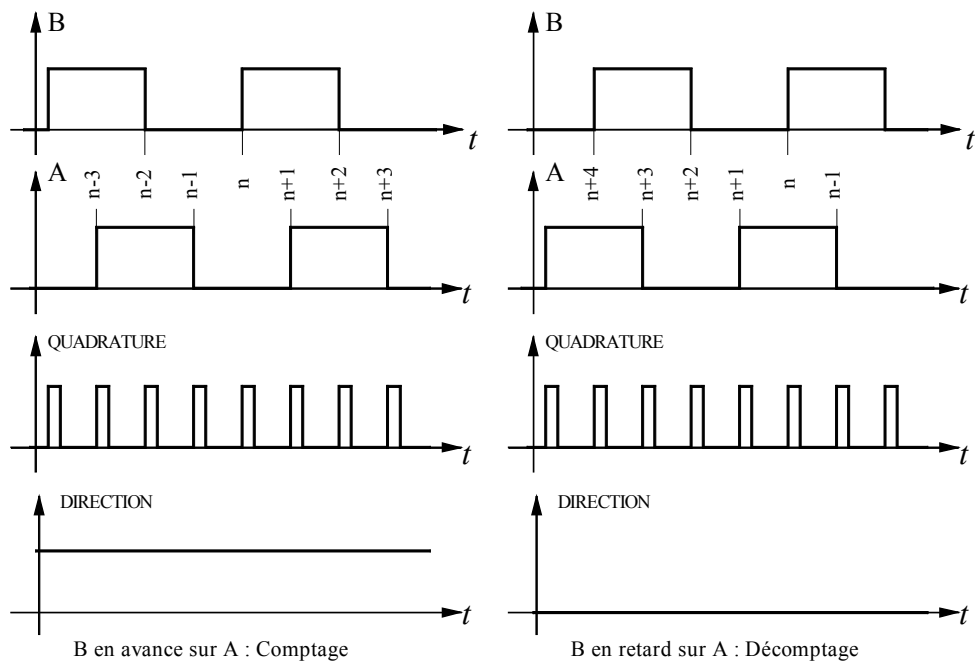 B
t
A
n-3
n-2
n-1
n
n+1
n+2
n+3
t
QUADRATURE
t
DIRECTION
t
B en avance sur A : Comptage
B
t
A
n+4
n+3
n+2
n+1
n
n-1
t
QUADRATURE
t
DIRECTION
t
B en retard sur A : Décomptage